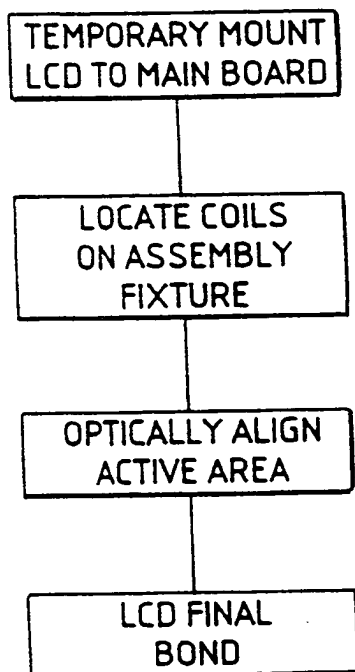 TEMPORARY MOUNT
LCD TO MAIN BOARD
LOCATE COILS
ON ASSEMBLY
FIXTURE
OPTICALLY ALIGN
ACTIVE AREA
LCD FINAL
BOND